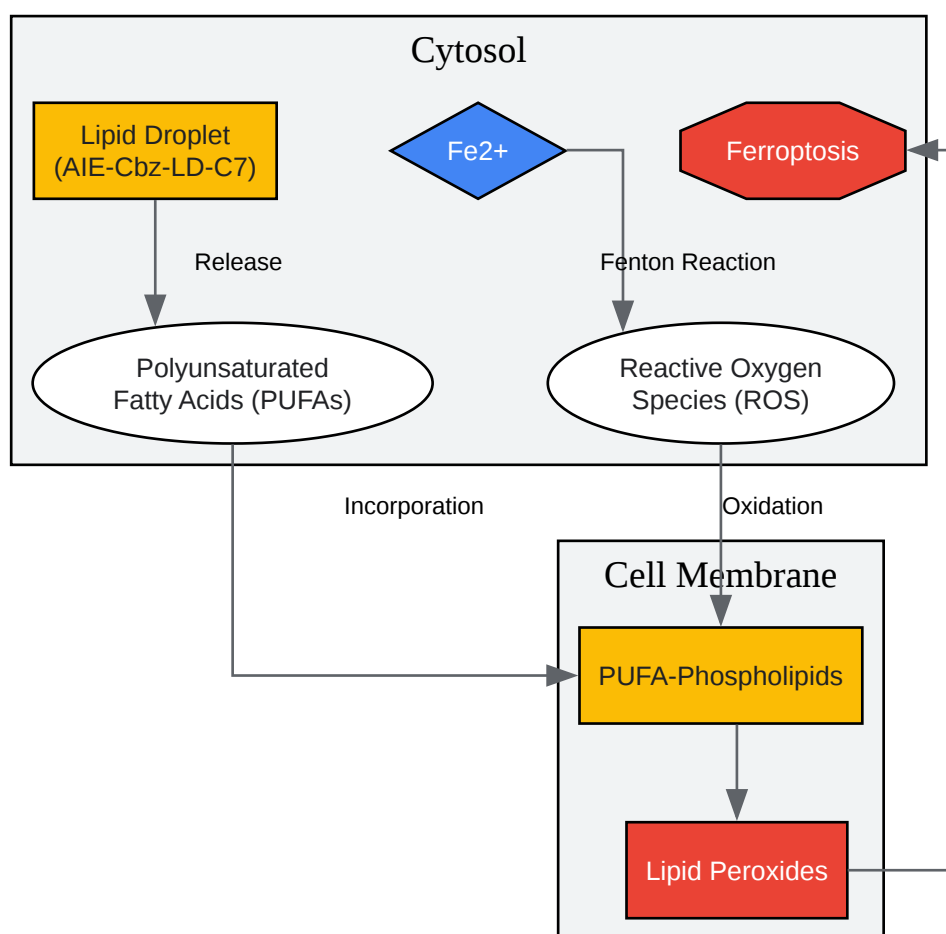 Cytosol
Lipid Droplet
(AIE-Cbz-LD-C7)
Fe2+
Ferroptosis
Release
Fenton Reaction
Polyunsaturated
Fatty Acids (PUFAs)
Reactive Oxygen
Species (ROS)
Incorporation
Oxidation
Cell Membrane
PUFA-Phospholipids
Lipid Peroxides